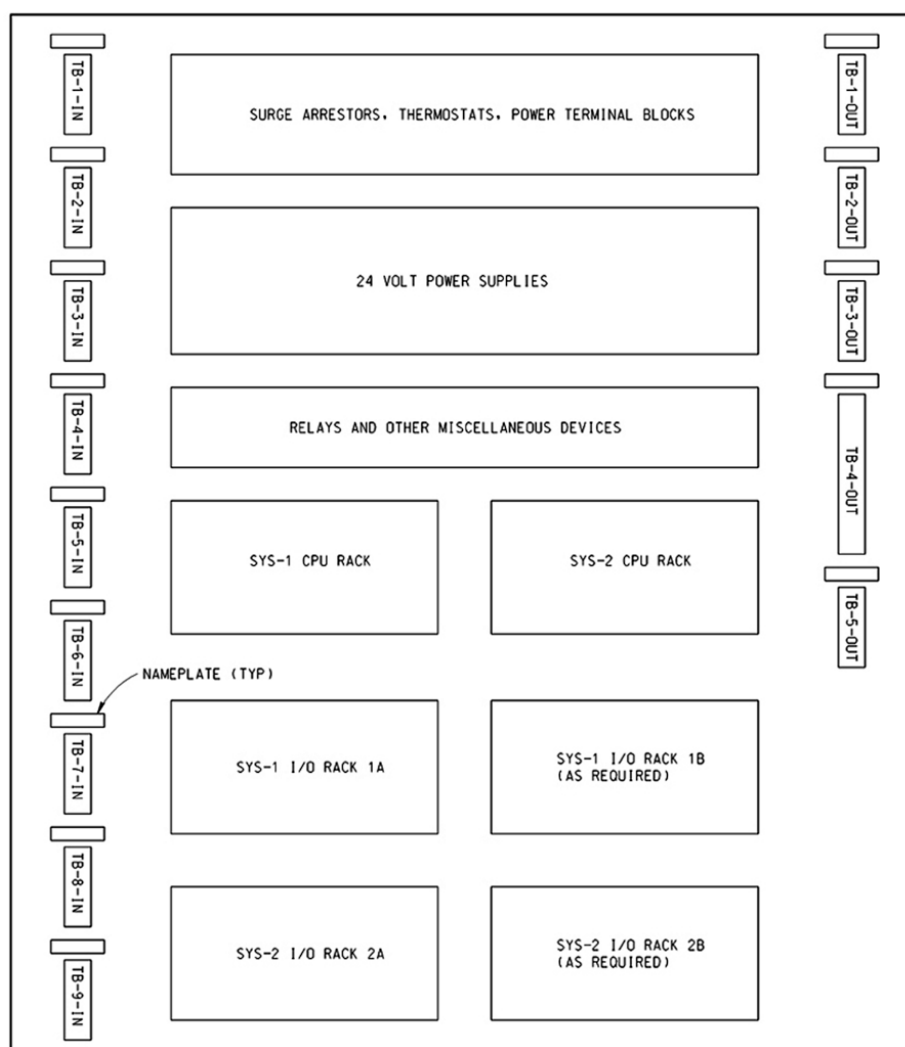 TB-1-IN
TB-2-IN
TB-3-IN
TB-4-IN
TB-5-IN
TB-6-IN
NAMEPLATE (TYP)
TB-7-IN
TB-8-IN
TB-9-IN
SURGE ARRESTORS, THERMOSTATS, POWER TERMINAL BLOCKS
24 VOLT POWER SUPPLIES
RELAYS AND OTHER MISCELLANEOUS DEVICES
SYS-1 CPU RACK
SYS-2 CPU RACK
SYS-1 I/O RACK 1A
SYS-1 I/O RACK 1B
(AS REQUIRED)
SYS-2 I/O RACK 2A
SYS-2 I/O RACK 2B
(AS REQUIRED)
TB-1-OUT
TB-2-OUT
TB-3-OUT
TB-4-OUT
TB-5-OUT